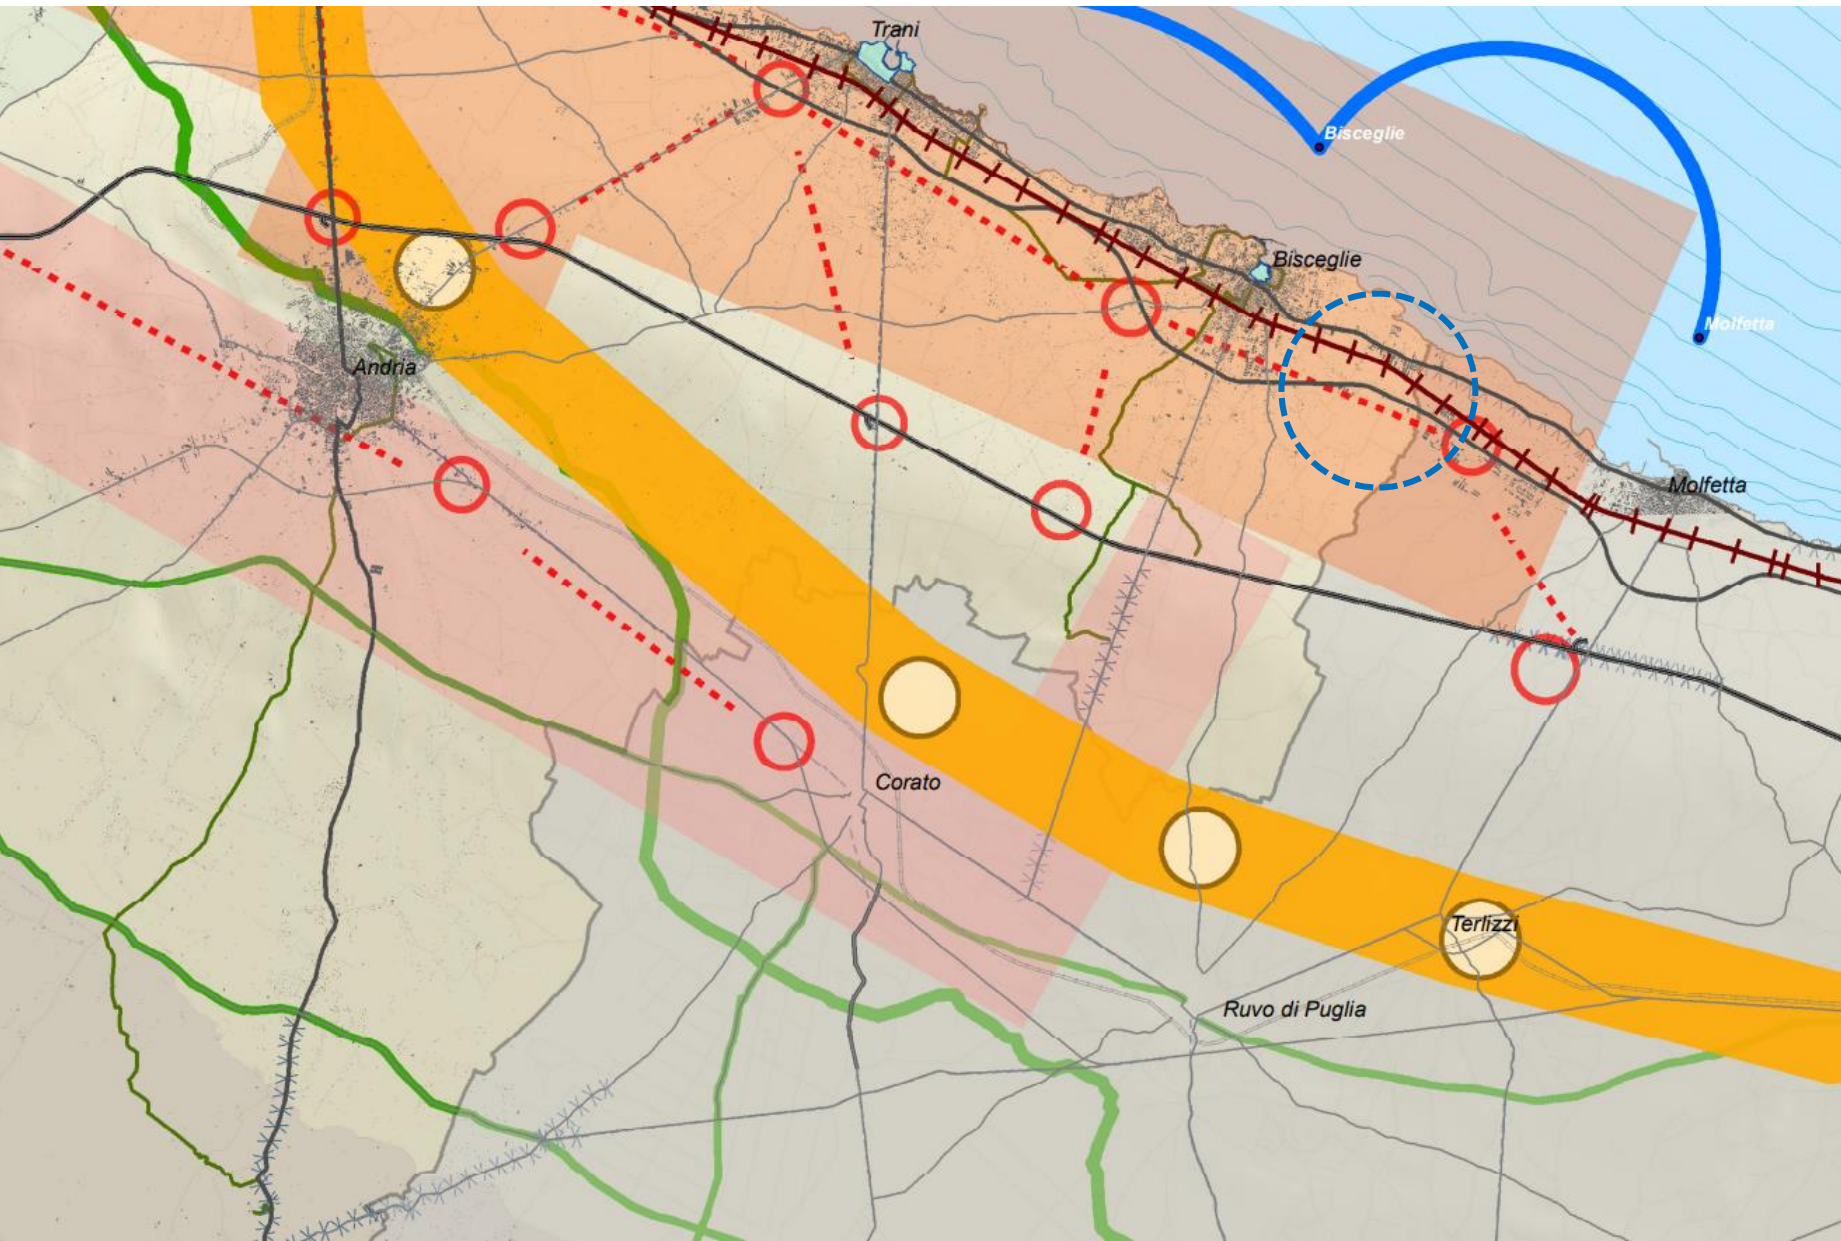 Trani
Bisceglie
Bisceglie
Molfetta
Andria
Molfetta
Corato
Terlizzi
Ruvo di Puglia